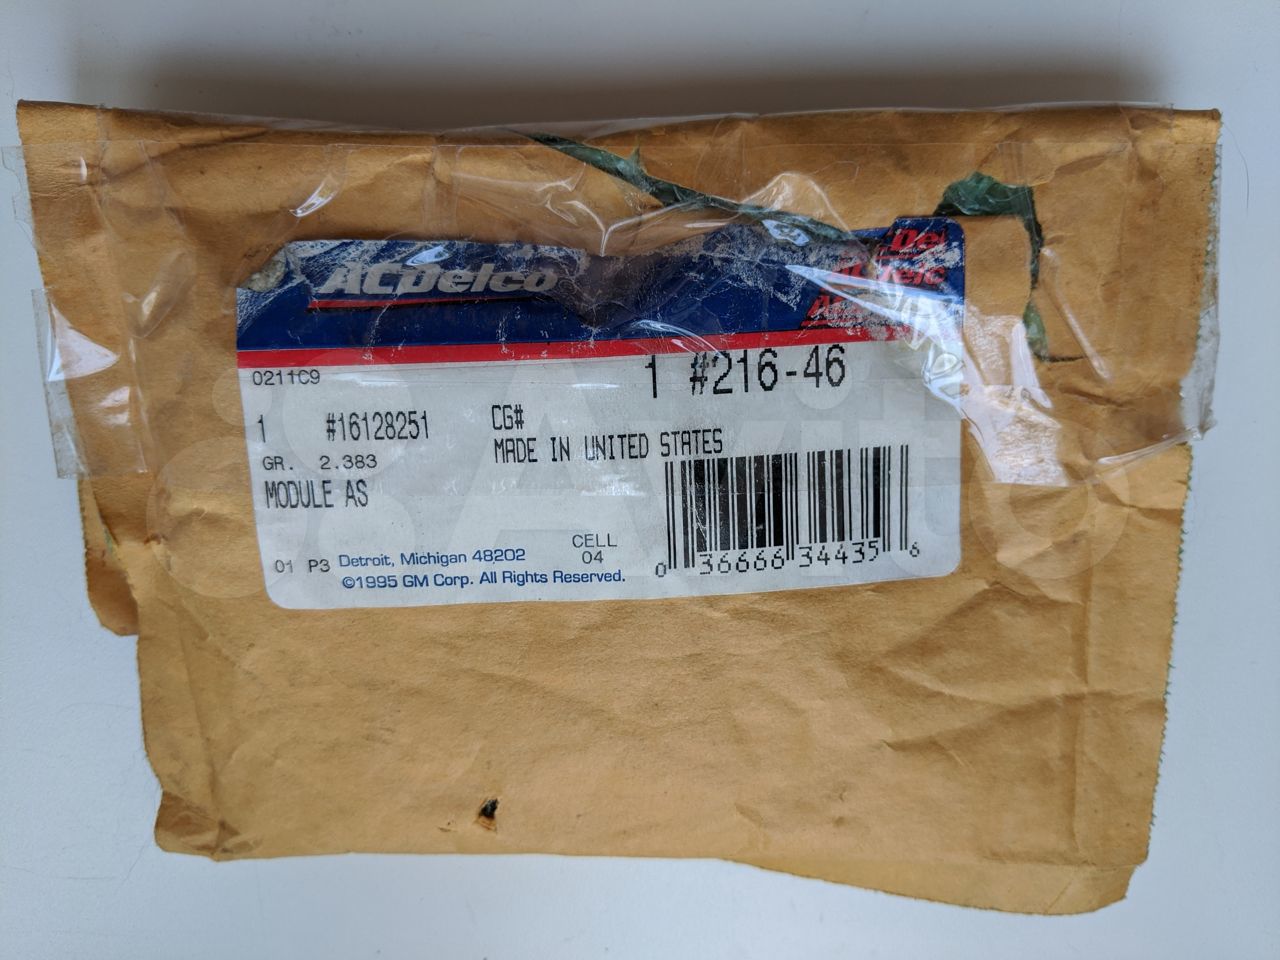 ACDelco
0211C9
1 #216-46
1 #16128251 CG#
GR. 2.383 MADE IN UNITED STATES
MODULE AS
01 P3 Detroit, Michigan 48202 CELL 04
©1995 GM Corp. All Rights Reserved.
0 36666 34435 6
Avito